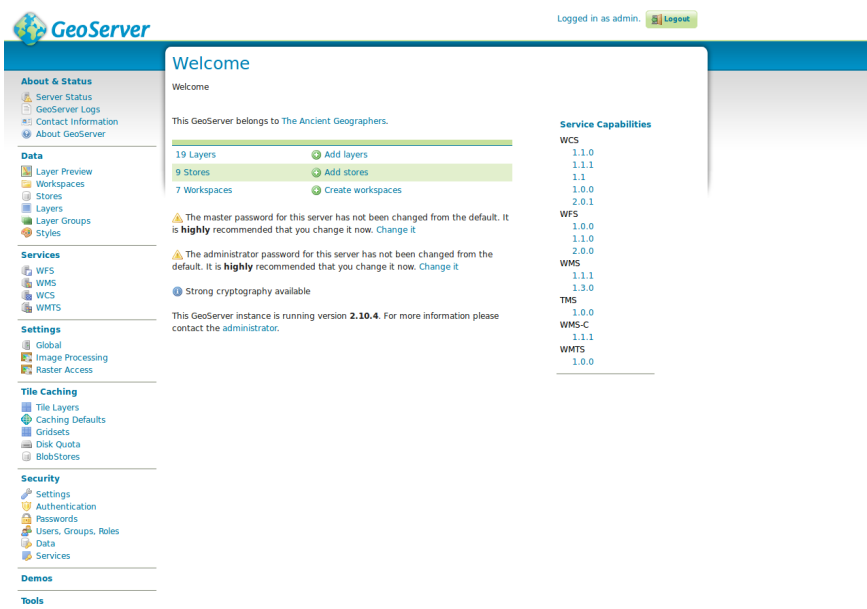 GeoServer
Logged in as admin.
Logout
About & Status
Server Status
GeoServer Logs
Contact Information
About GeoServer
Data
Layer Preview
Workspaces
Stores
Layers
Layer Groups
Styles
Services
WFS
WMS
WCS
WMTS
Settings
Global
Image Processing
Raster Access
Tile Caching
Tile Layers
Caching Defaults
Gridsets
Disk Quota
BlobStores
Security
Settings
Authentication
Passwords
Users, Groups, Roles
Data
Services
Demos
Tools
Welcome
Welcome
This GeoServer belongs to The Ancient Geographers.
19 Layers Add layers
9 Stores Add stores
7 Workspaces Create workspaces
The master password for this server has not been changed from the default. It
is highly recommended that you change it now. Change it
The administrator password for this server has not been changed from the
default. It is highly recommended that you change it now. Change it
Strong cryptography available
This GeoServer instance is running version 2.10.4. For more information please
contact the administrator.
Service Capabilities
WCS
1.1.0
1.1.1
1.1
1.0.0
2.0.1
WFS
1.0.0
1.1.0
2.0.0
WMS
1.1.1
1.3.0
TMS
1.0.0
WMS-C
1.1.1
WMTS
1.0.0